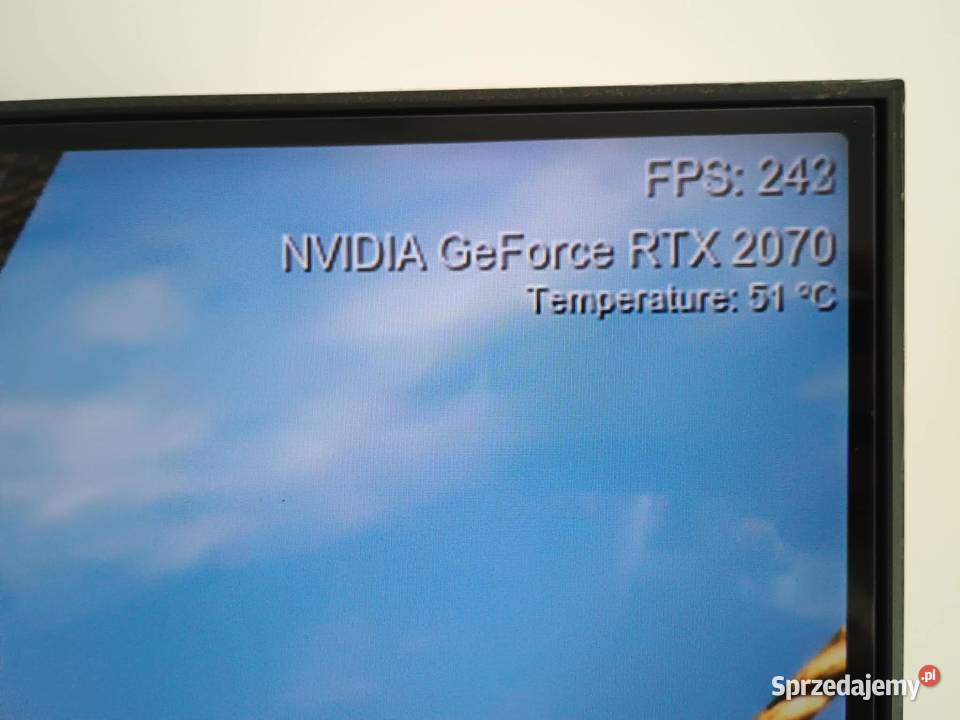 FPS: 243
NVIDIA GeForce RTX 2070
Temperature: 51 °C
Sprzedajemy.pl